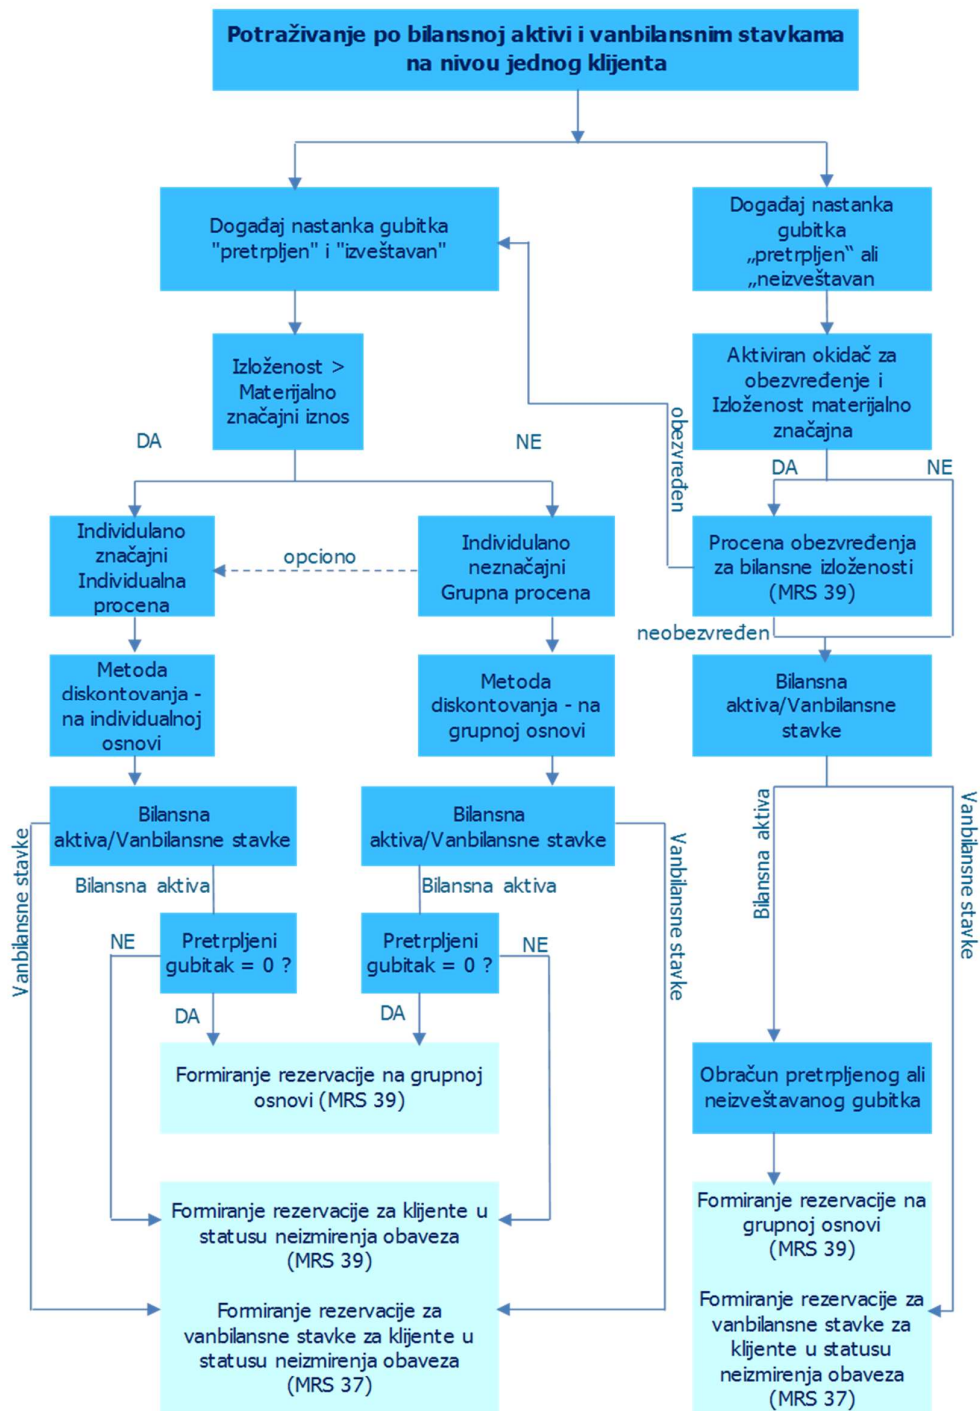 Potraživanje po bilansnoj aktivi i vanbilansnim stavkama
na nivou jednog klijenta
Događaj nastanka gubitka
"pretrpljen" i "izveštavan"
Događaj nastanka
gubitka
„pretrpljen“ ali
„neizveštavan
Izloženost >
Materijalno
značajni iznos
Aktiviran okidač za
obezvređenje i
Izloženost materijalno
značajna
DA
NE
obezvređen
DA
NE
Individulano
značajni
Individualna
procena
opciono
Individulano
neznačajni
Grupna procena
Procena obezvređenja
za bilansne izloženosti
(MRS 39)
neobezvređen
Metoda
diskontovanja -
na individualnoj
osnovi
Metoda
diskontovanja - na
grupnoj osnovi
Bilansna
aktiva/Vanbilansne
stavke
Bilansna
aktiva/Vanbilansne stavke
Bilansna
aktiva/Vanbilansne stavke
Vanbilansne stavke
Bilansna aktiva
Bilansna aktiva
Vanbilansne stavke
Bilansna aktiva
Vanbilansne stavke
NE
Pretrpljeni
gubitak = 0 ?
DA
Pretrpljeni
gubitak = 0 ?
NE
DA
Formiranje rezervacije na grupnoj
osnovi (MRS 39)
Obračun pretrpljenog ali
neizveštavanog gubitka
Formiranje rezervacije za klijente u
statusu neizmirenja obaveza
(MRS 39)
Formiranje rezervacije za
vanbilansne stavke za klijente u
statusu neizmirenja obaveza
(MRS 37)
Formiranje rezervacije na
grupnoj osnovi
(MRS 39)
Formiranje rezervacije za
vanbilansne stavke za
klijente u statusu
neizmirenja obaveza
(MRS 37)